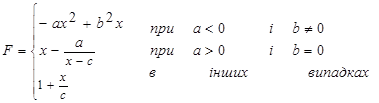 F = { -ax² + b²x при a < 0 і b ≠ 0
x - a/(x - c) при a > 0 і b = 0
1 + x/c в інших випадках